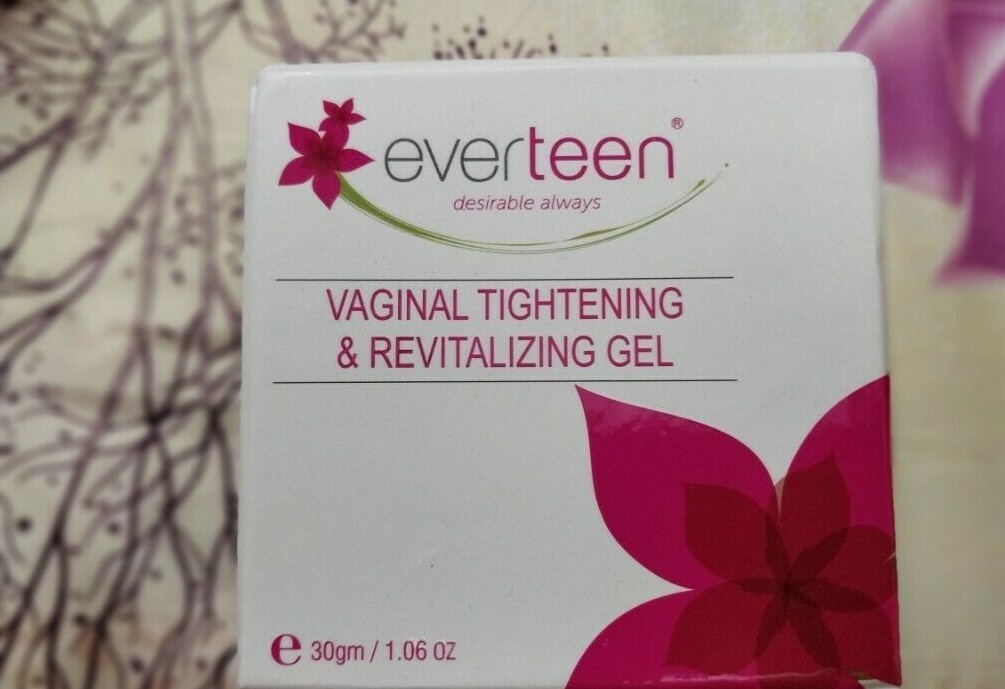 everteen®
desirable always
VAGINAL TIGHTENING
& REVITALIZING GEL
e 30gm / 1.06 oz